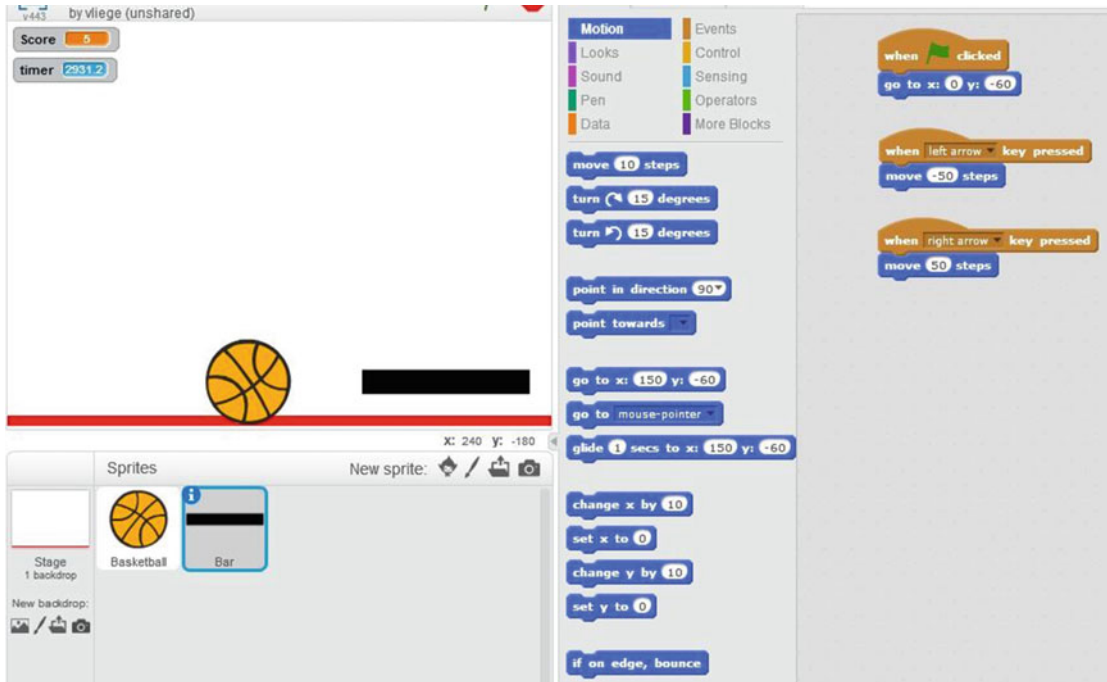 v443
by vliege (unshared)
Score 5
timer 2931.2
x: 240 y: -180
Sprites
New sprite:
Stage
1 backdrop
New backdrop:
Basketball
Bar
Motion
Looks
Sound
Pen
Data
Events
Control
Sensing
Operators
More Blocks
move 10 steps
turn 15 degrees
turn 15 degrees
point in direction 90
point towards
go to x: 150 y: -60
go to mouse-pointer
glide 1 secs to x: 150 y: -60
change x by 10
set x to 0
change y by 10
set y to 0
if on edge, bounce
when clicked
go to x: 0 y: -60
when left arrow key pressed
move -50 steps
when right arrow key pressed
move 50 steps